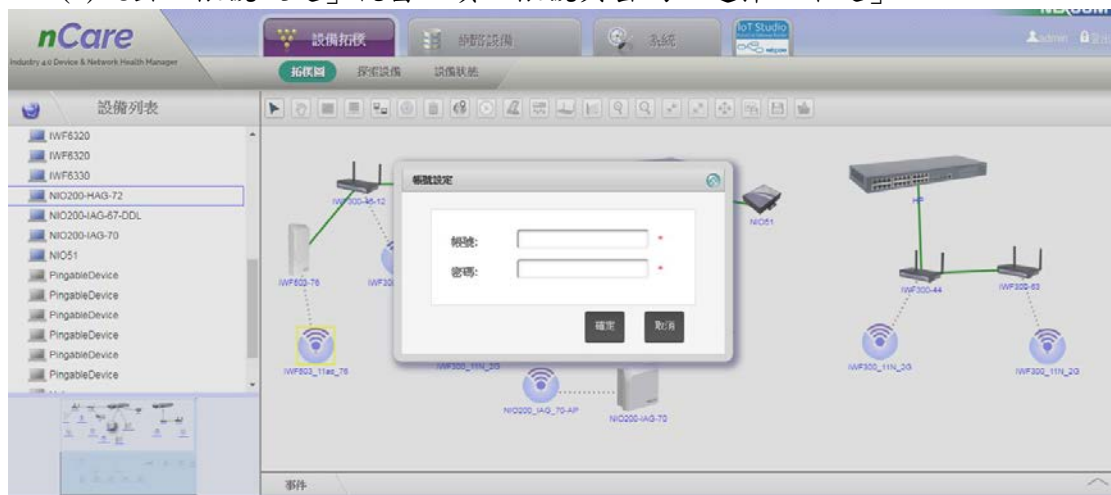 nCare
Industry 4.0 Device & Network Health Manager
設備拓樸
網路設備
系統
IoT Studio
admin
拓樸圖
探索設備
設備狀態
設備列表
IWF6320
IWF6320
IWF6330
NIO200-HAG-72
NIO200-IAG-67-DDL
NIO200-IAG-70
NIO51
PingableDevice
PingableDevice
PingableDevice
PingableDevice
PingableDevice
PingableDevice
帳號設定
帳號:
*
密碼:
*
確定
取消
NIO51
HP
IWF503-76
IWF300-44
IWF300-63
IWF503_11ac_76
IWF300_11N_2G
IWF300_11N_2G
IWF300_11N_2G
NIO200_IAG_70-AP
NIO200-IAG-70
事件